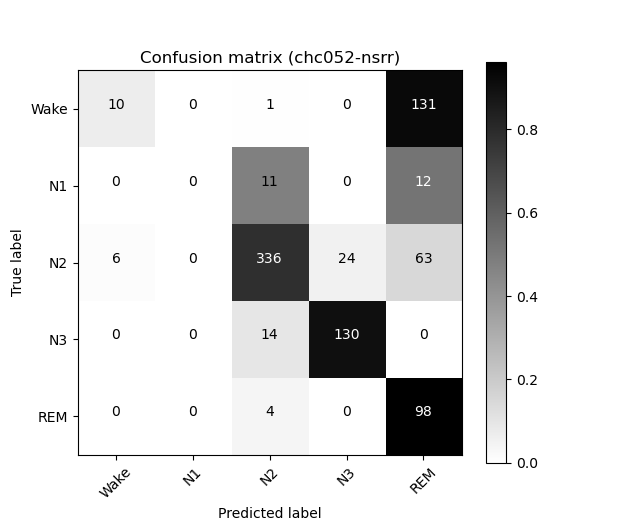 Confusion matrix (chc052-nsrr)
Wake 10 0 1 0 131
N1 0 0 11 0 12
N2 6 0 336 24 63
N3 0 0 14 130 0
REM 0 0 4 0 98
True label
Wake N1 N2 N3 REM
Predicted label
0.8
0.6
0.4
0.2
0.0